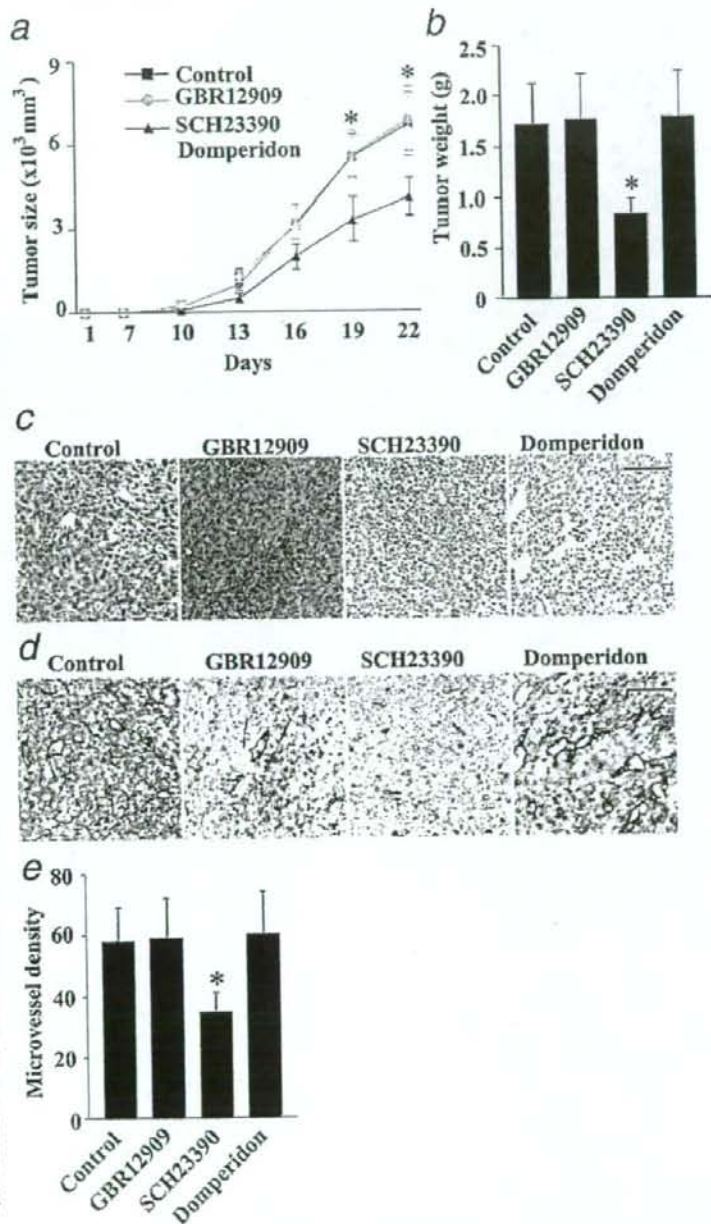 a
Tumor size (x10³ mm³)
9
6
3
0
Control
GBR12909
SCH23390
Domperidon
*
*
1 7 10 13 16 19 22
Days
b
Tumor weight (g)
2.5
2.0
1.5
1.0
0.5
0
*
Control
GBR12909
SCH23390
Domperidon
c
Control GBR12909 SCH23390 Domperidon
d
Control GBR12909 SCH23390 Domperidon
e
Microvessel density
80
60
40
20
0
*
Control
GBR12909
SCH23390
Domperidon